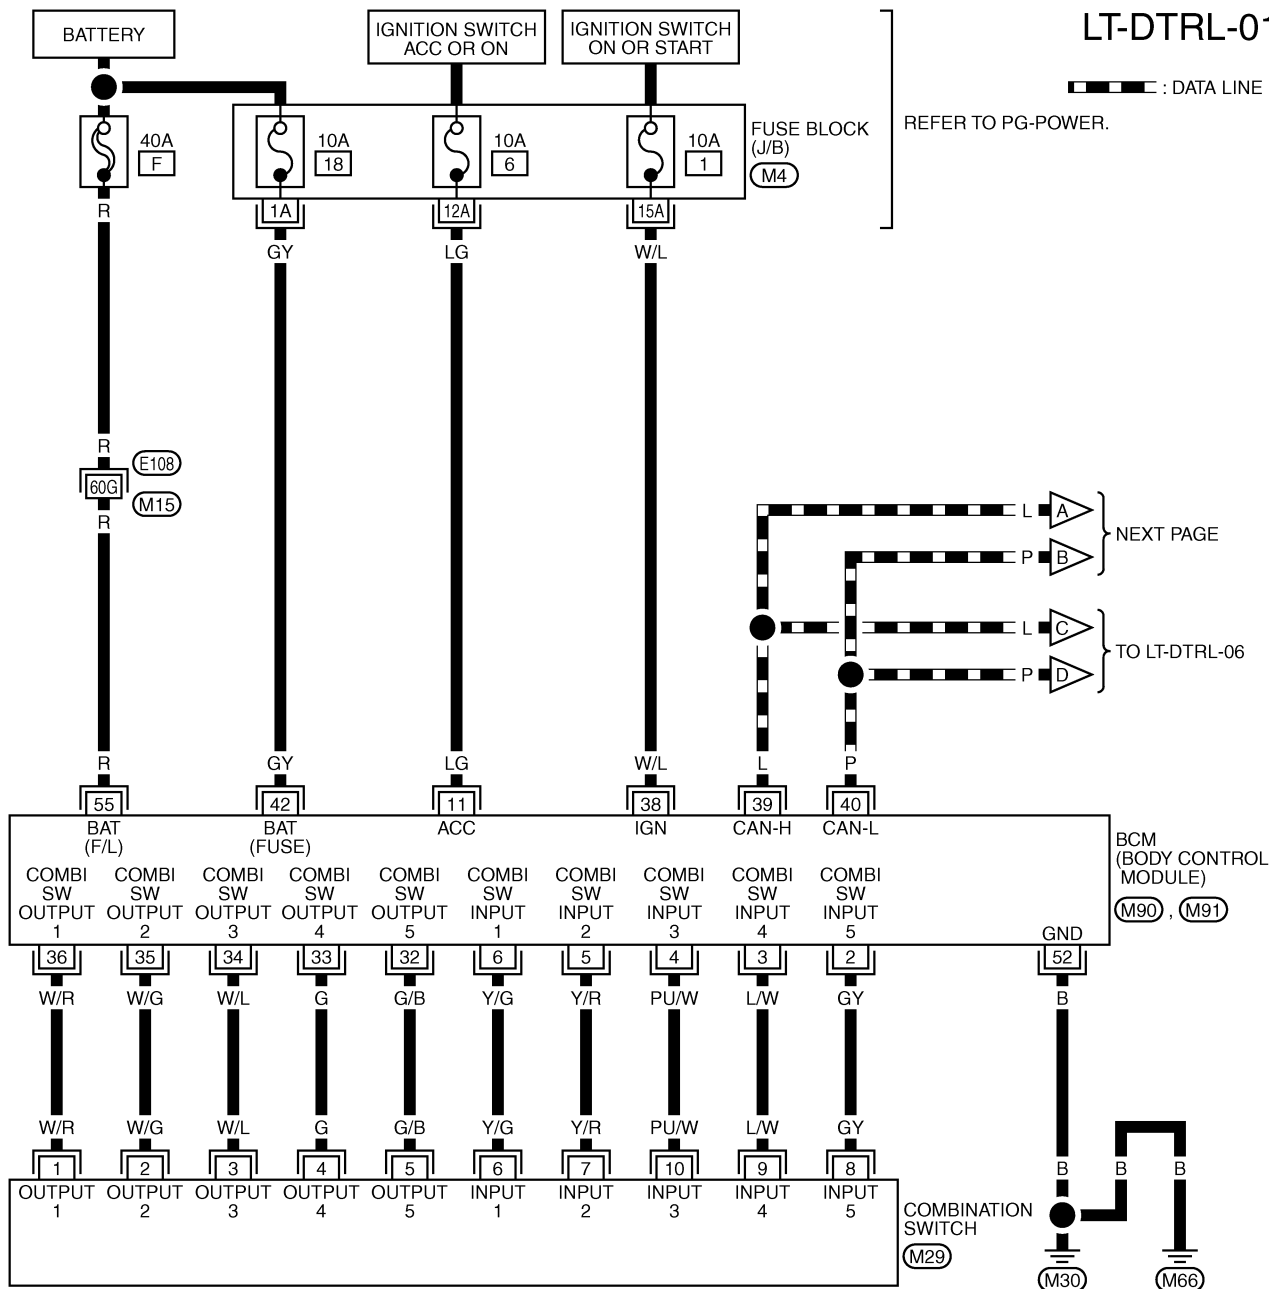 LT-DTRL-01
BATTERY
IGNITION SWITCH
ACC OR ON
IGNITION SWITCH
ON OR START
: DATA LINE
REFER TO PG-POWER.
40A
F
10A
18
10A
6
10A
1
FUSE BLOCK
(J/B)
M4
1A
12A
15A
R
GY
LG
W/L
R
E108
60G
M15
R
L
A
P
B
NEXT PAGE
L
C
P
D
TO LT-DTRL-06
R
GY
LG
W/L
L
P
55
42
11
38
39
40
BAT
(F/L)
BAT
(FUSE)
ACC
IGN
CAN-H
CAN-L
BCM
(BODY CONTROL
MODULE)
M90 , M91
COMBI
SW
OUTPUT
1
COMBI
SW
OUTPUT
2
COMBI
SW
OUTPUT
3
COMBI
SW
OUTPUT
4
COMBI
SW
OUTPUT
5
COMBI
SW
INPUT
1
COMBI
SW
INPUT
2
COMBI
SW
INPUT
3
COMBI
SW
INPUT
4
COMBI
SW
INPUT
5
GND
36
35
34
33
32
6
5
4
3
2
52
W/R
W/G
W/L
G
G/B
Y/G
Y/R
PU/W
L/W
GY
B
W/R
W/G
W/L
G
G/B
Y/G
Y/R
PU/W
L/W
GY
B
B
B
1
2
3
4
5
6
7
10
9
8
OUTPUT
1
OUTPUT
2
OUTPUT
3
OUTPUT
4
OUTPUT
5
INPUT
1
INPUT
2
INPUT
3
INPUT
4
INPUT
5
COMBINATION
SWITCH
M29
M30
M66